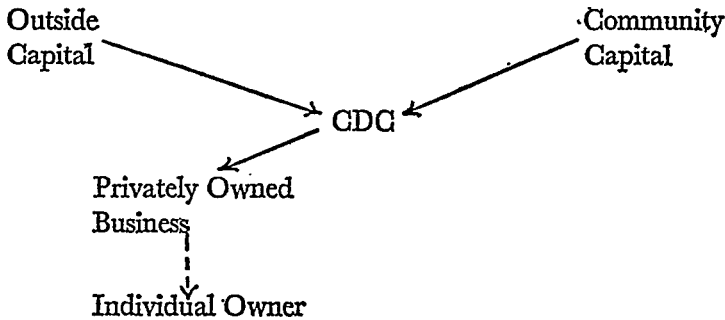 Outside
Capital
Community
Capital
CDC
Privately Owned
Business
Individual Owner